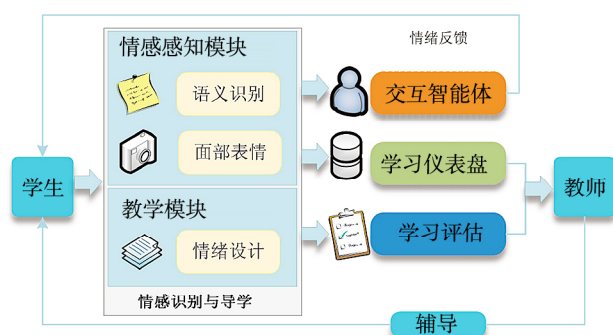 情绪反馈
情感感知模块
语义识别
交互智能体
面部表情
学习仪表盘
学生
教师
教学模块
学习评估
情绪设计
情感识别与导学
辅导